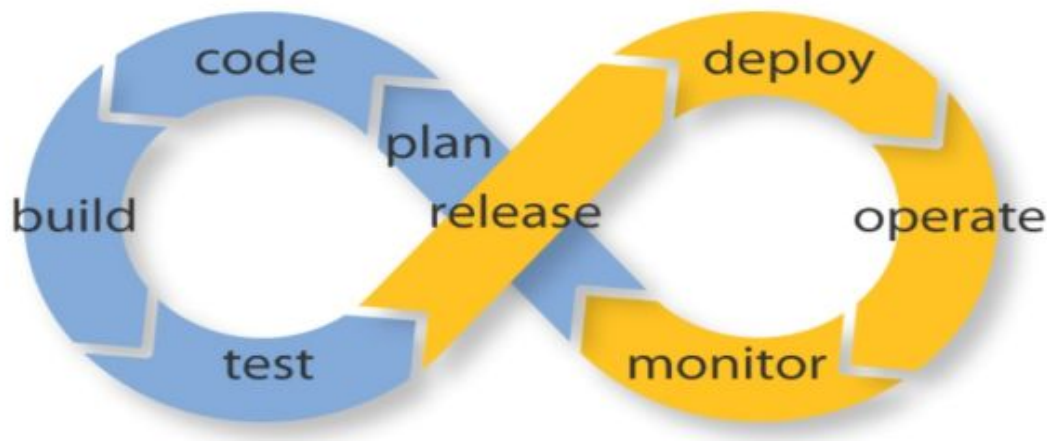 code
deploy
plan
build
release
operate
test
monitor